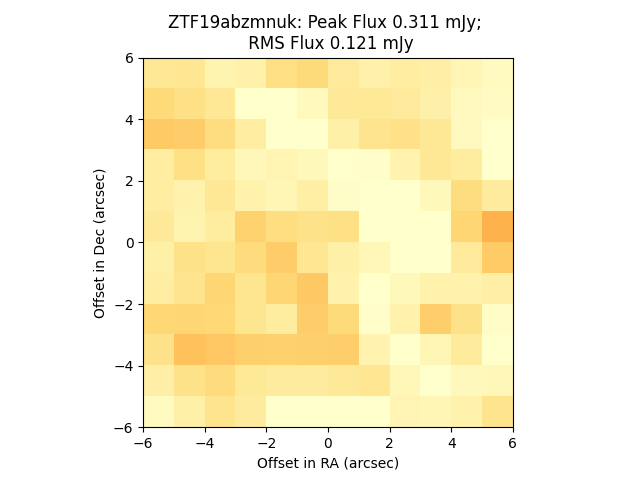 ZTF19abzmnuk: Peak Flux 0.311 mJy;
RMS Flux 0.121 mJy
6
4
2
0
−2
−4
−6
Offset in Dec (arcsec)
−6 −4 −2 0 2 4 6
Offset in RA (arcsec)